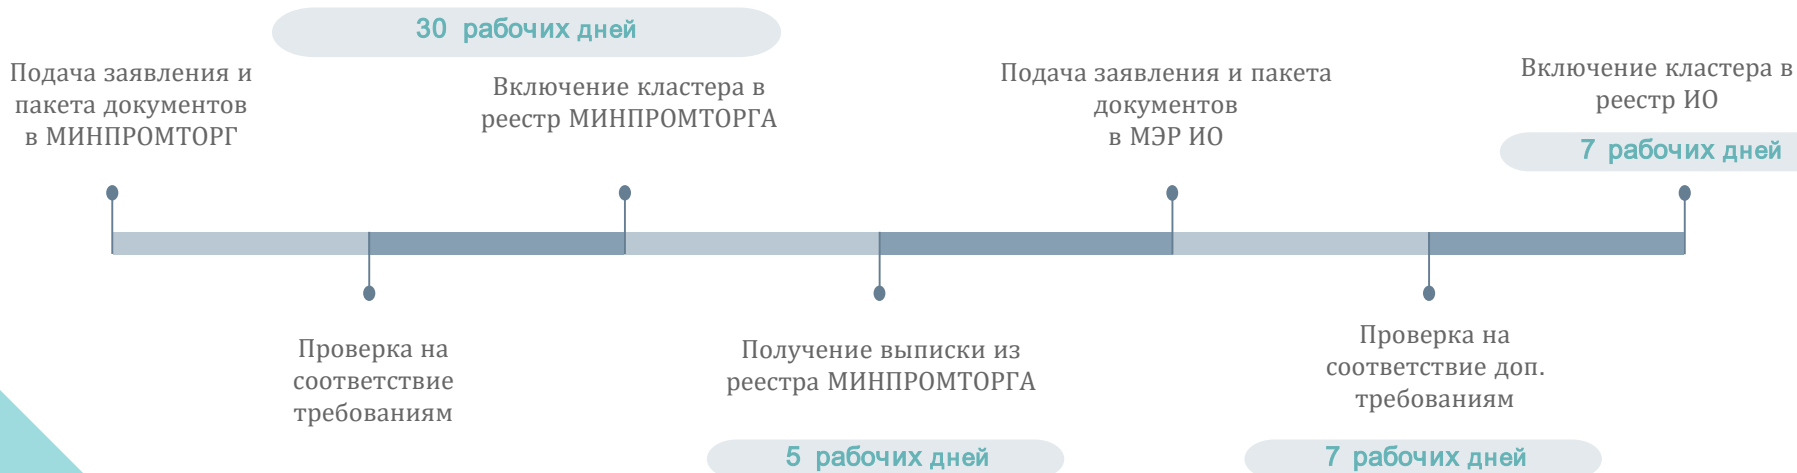 30 рабочих дней
Подача заявления и
пакета документов
в МИНПРОМТОРГ
Включение кластера в
реестр МИНПРОМТОРГА
Подача заявления и пакета
документов
в МЭР ИО
Включение кластера в
реестр ИО
7 рабочих дней
Проверка на
соответствие
требованиям
Получение выписки из
реестра МИНПРОМТОРГА
5 рабочих дней
Проверка на
соответствие доп.
требованиям
7 рабочих дней